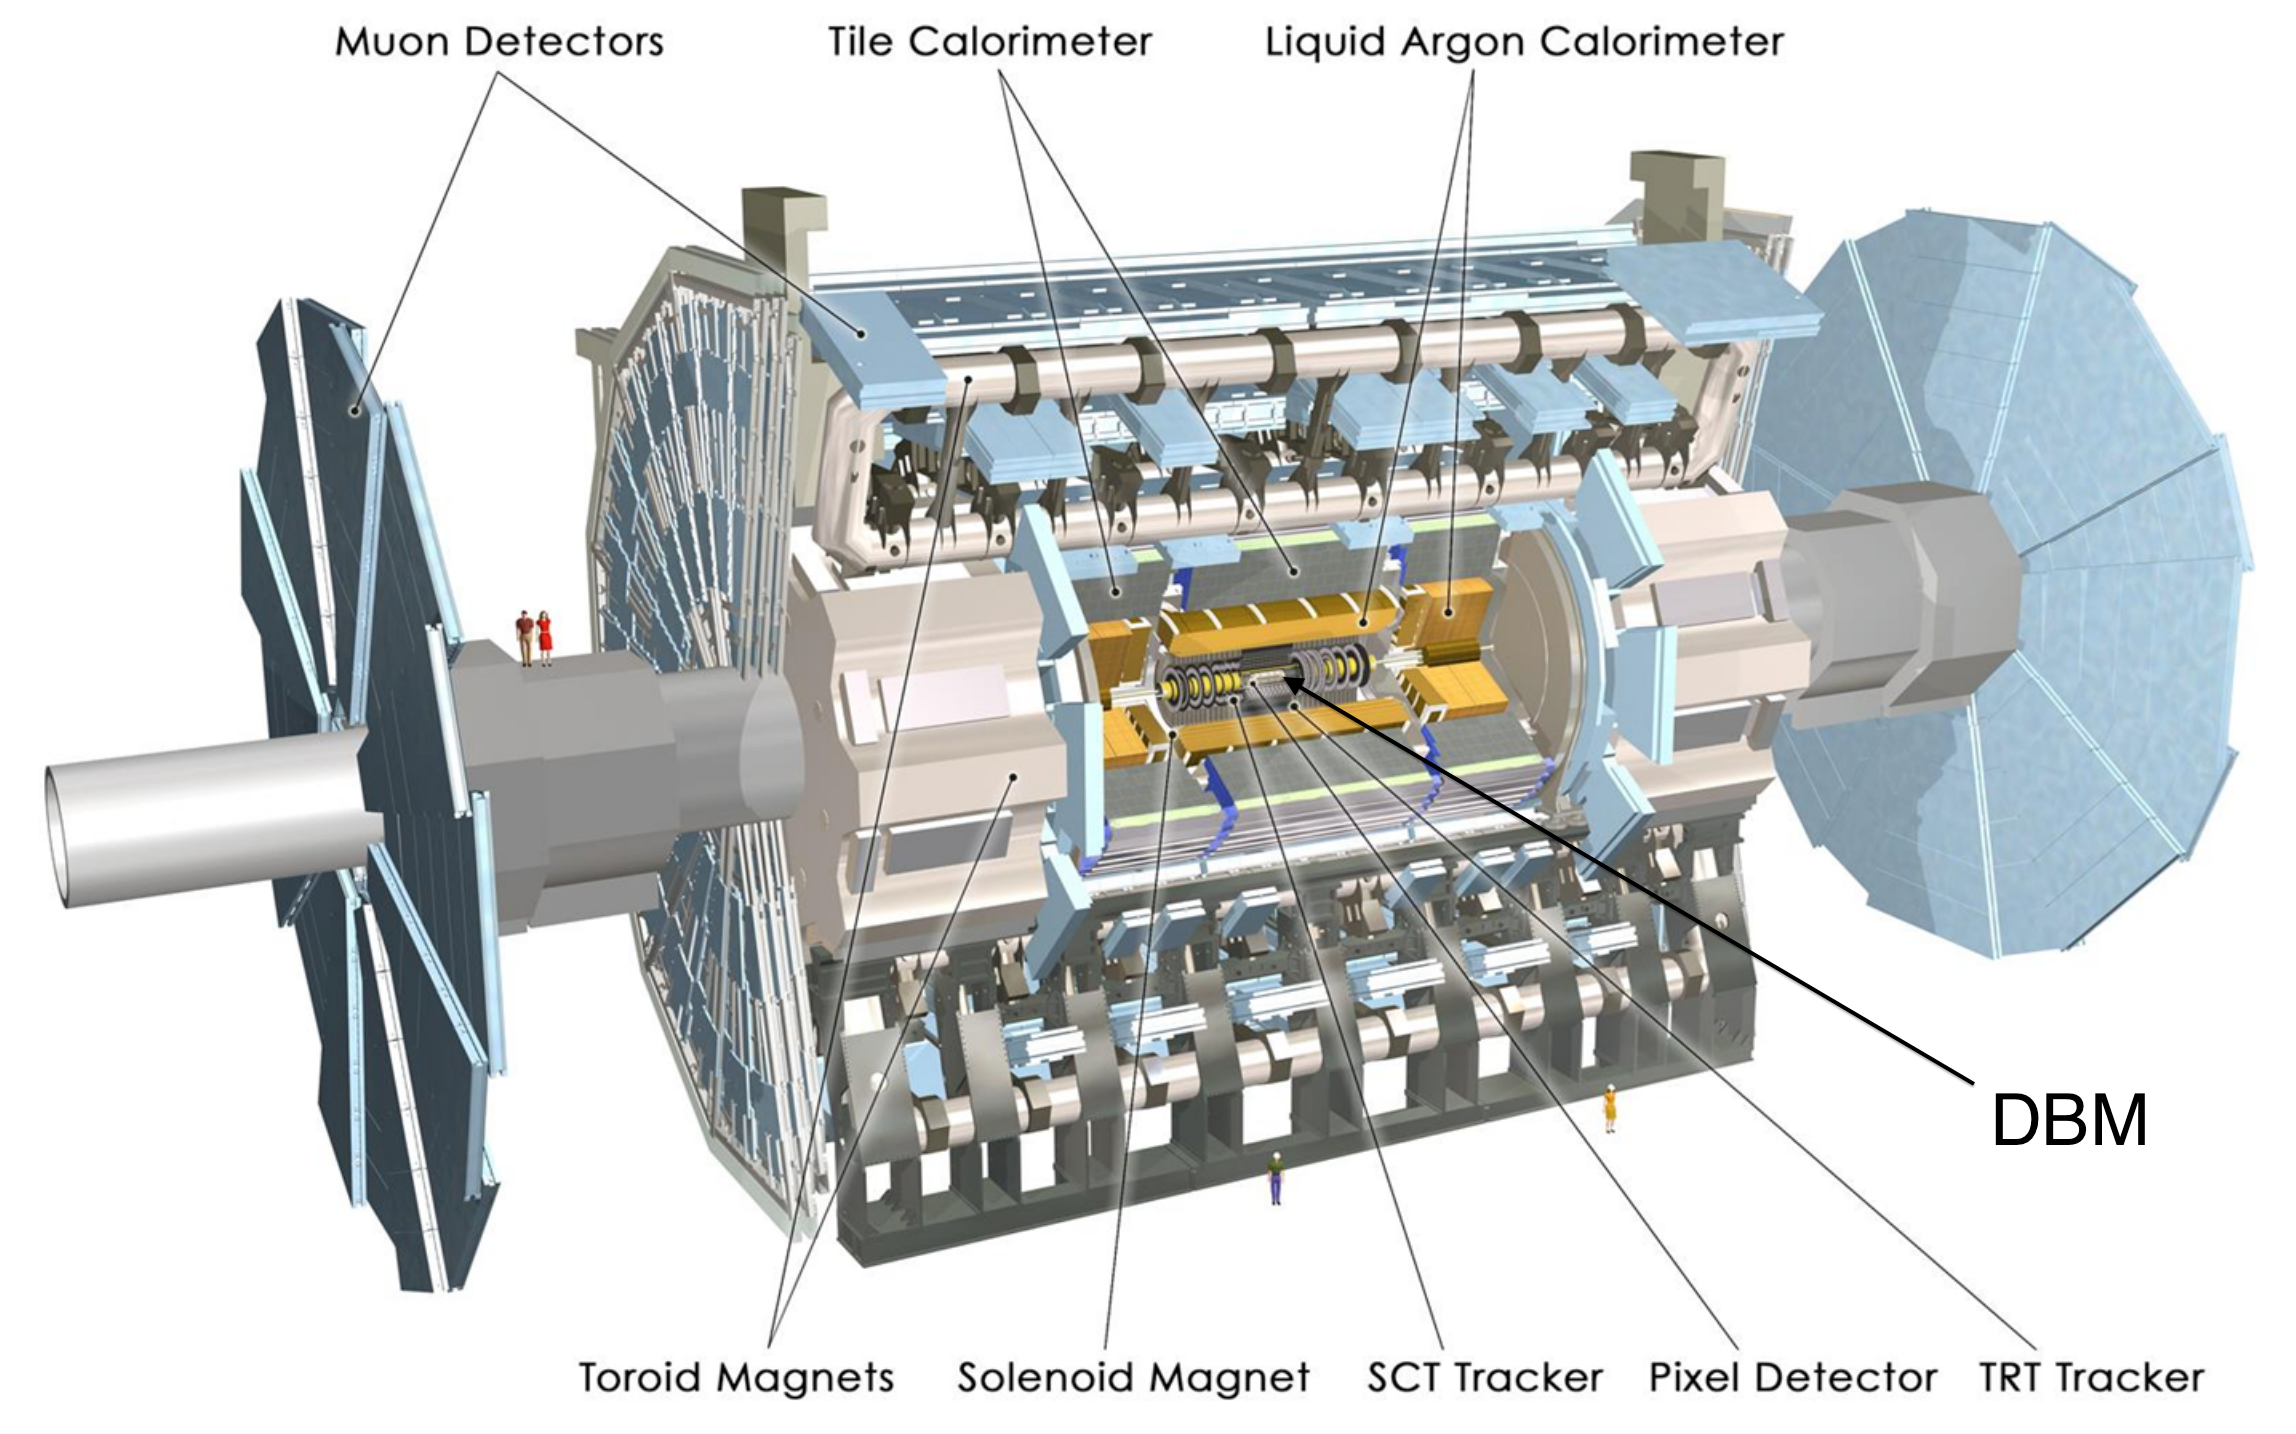 Muon Detectors
Tile Calorimeter
Liquid Argon Calorimeter
DBM
Toroid Magnets
Solenoid Magnet
SCT Tracker
Pixel Detector
TRT Tracker